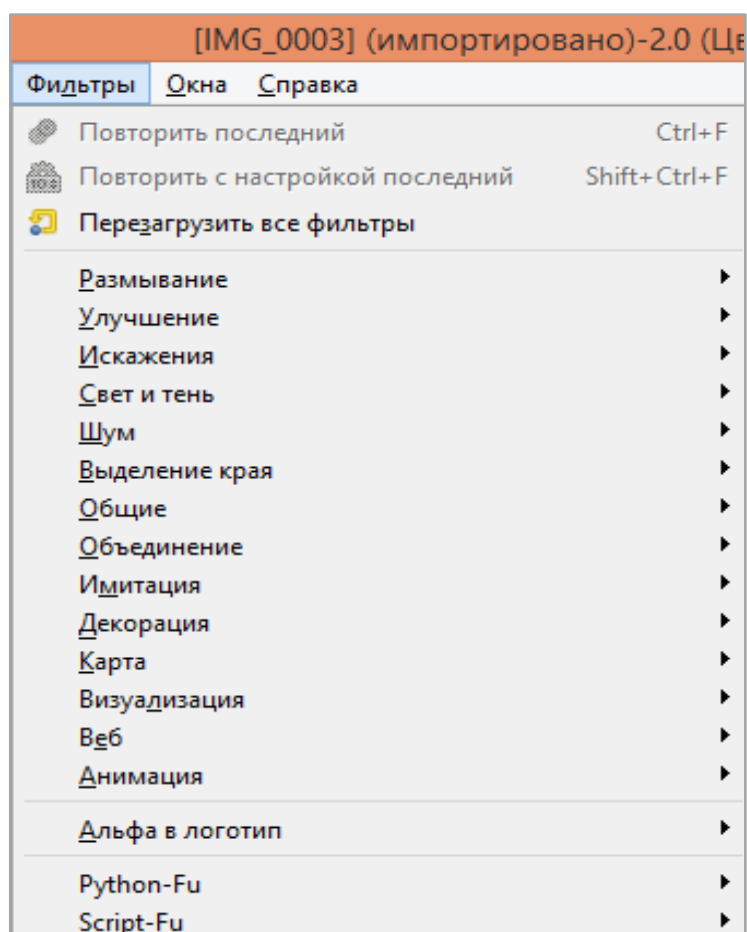 [IMG_0003] (импортировано)-2.0 (Цв
Фильтры Окна Справка
Повторить последний Ctrl+F
Повторить с настройкой последний Shift+Ctrl+F
Перезагрузить все фильтры
Размывание
Улучшение
Искажения
Свет и тень
Шум
Выделение края
Общие
Объединение
Имитация
Декорация
Карта
Визуализация
Веб
Анимация
Альфа в логотип
Python-Fu
Script-Fu